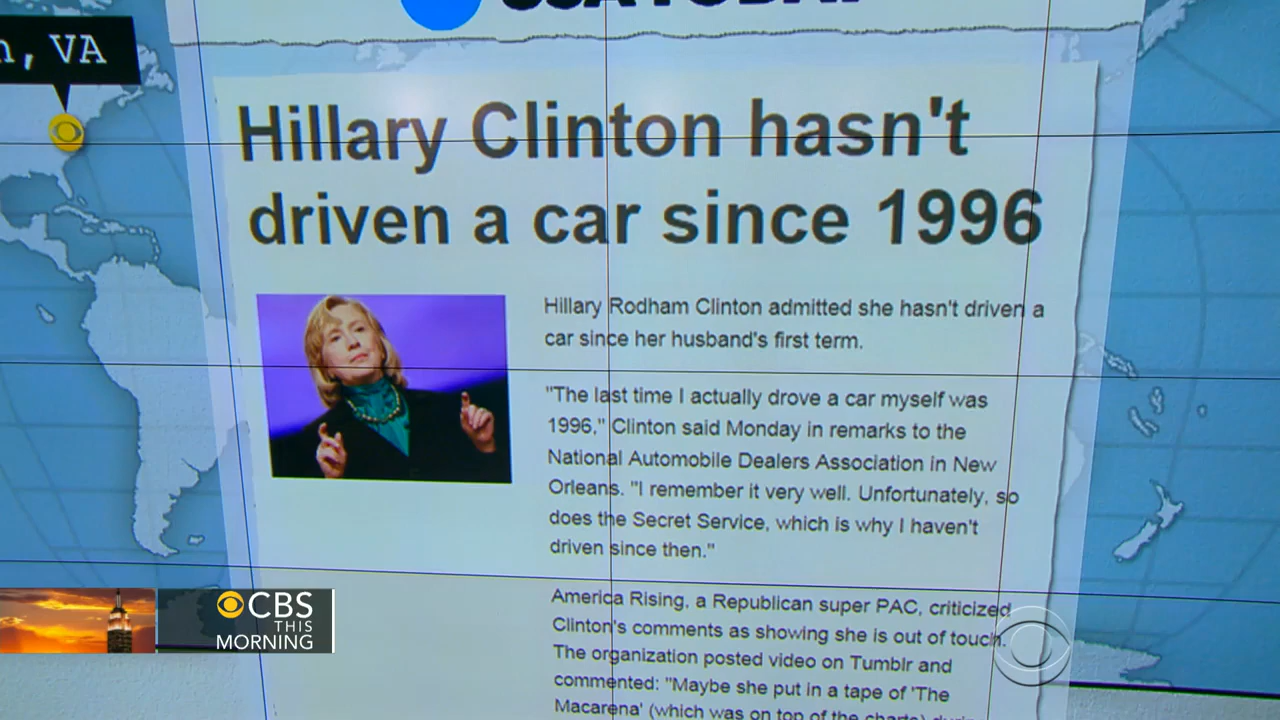 USA TODAY
, VA
Hillary Clinton hasn't
driven a car since 1996
Hillary Rodham Clinton admitted she hasn't driven a
car since her husband's first term.
"The last time I actually drove a car myself was
1996," Clinton said Monday in remarks to the
National Automobile Dealers Association in New
Orleans. "I remember it very well. Unfortunately, so
does the Secret Service, which is why I haven't
driven since then."
America Rising, a Republican super PAC, criticized
Clinton's comments as showing she is out of touch.
The organization posted video on Tumblr and
commented: "Maybe she put in a tape of 'The
Macarena' (which was on top of the charts)
CBS
THIS
MORNING